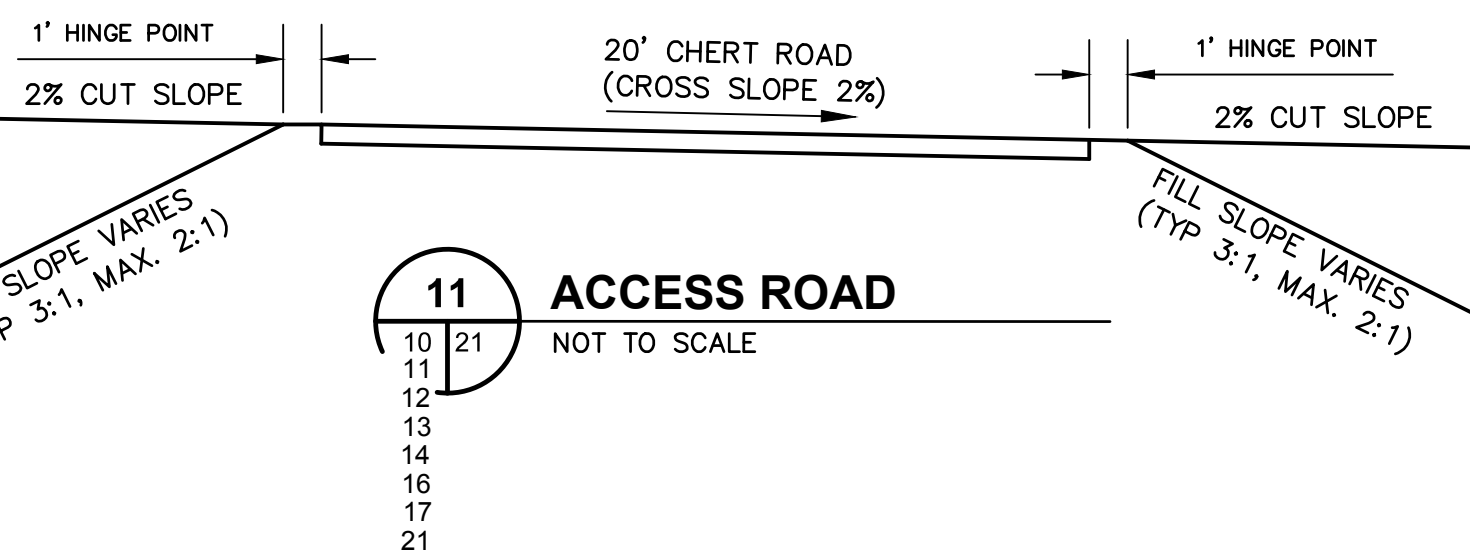 1' HINGE POINT
2% CUT SLOPE
20' CHERT ROAD
(CROSS SLOPE 2%)
1' HINGE POINT
2% CUT SLOPE
SLOPE VARIES
3:1, MAX. 2:1)
FILL SLOPE VARIES
(TYP 3:1, MAX. 2:1)
11
ACCESS ROAD
NOT TO SCALE
10 21
11
12
13
14
16
17
21